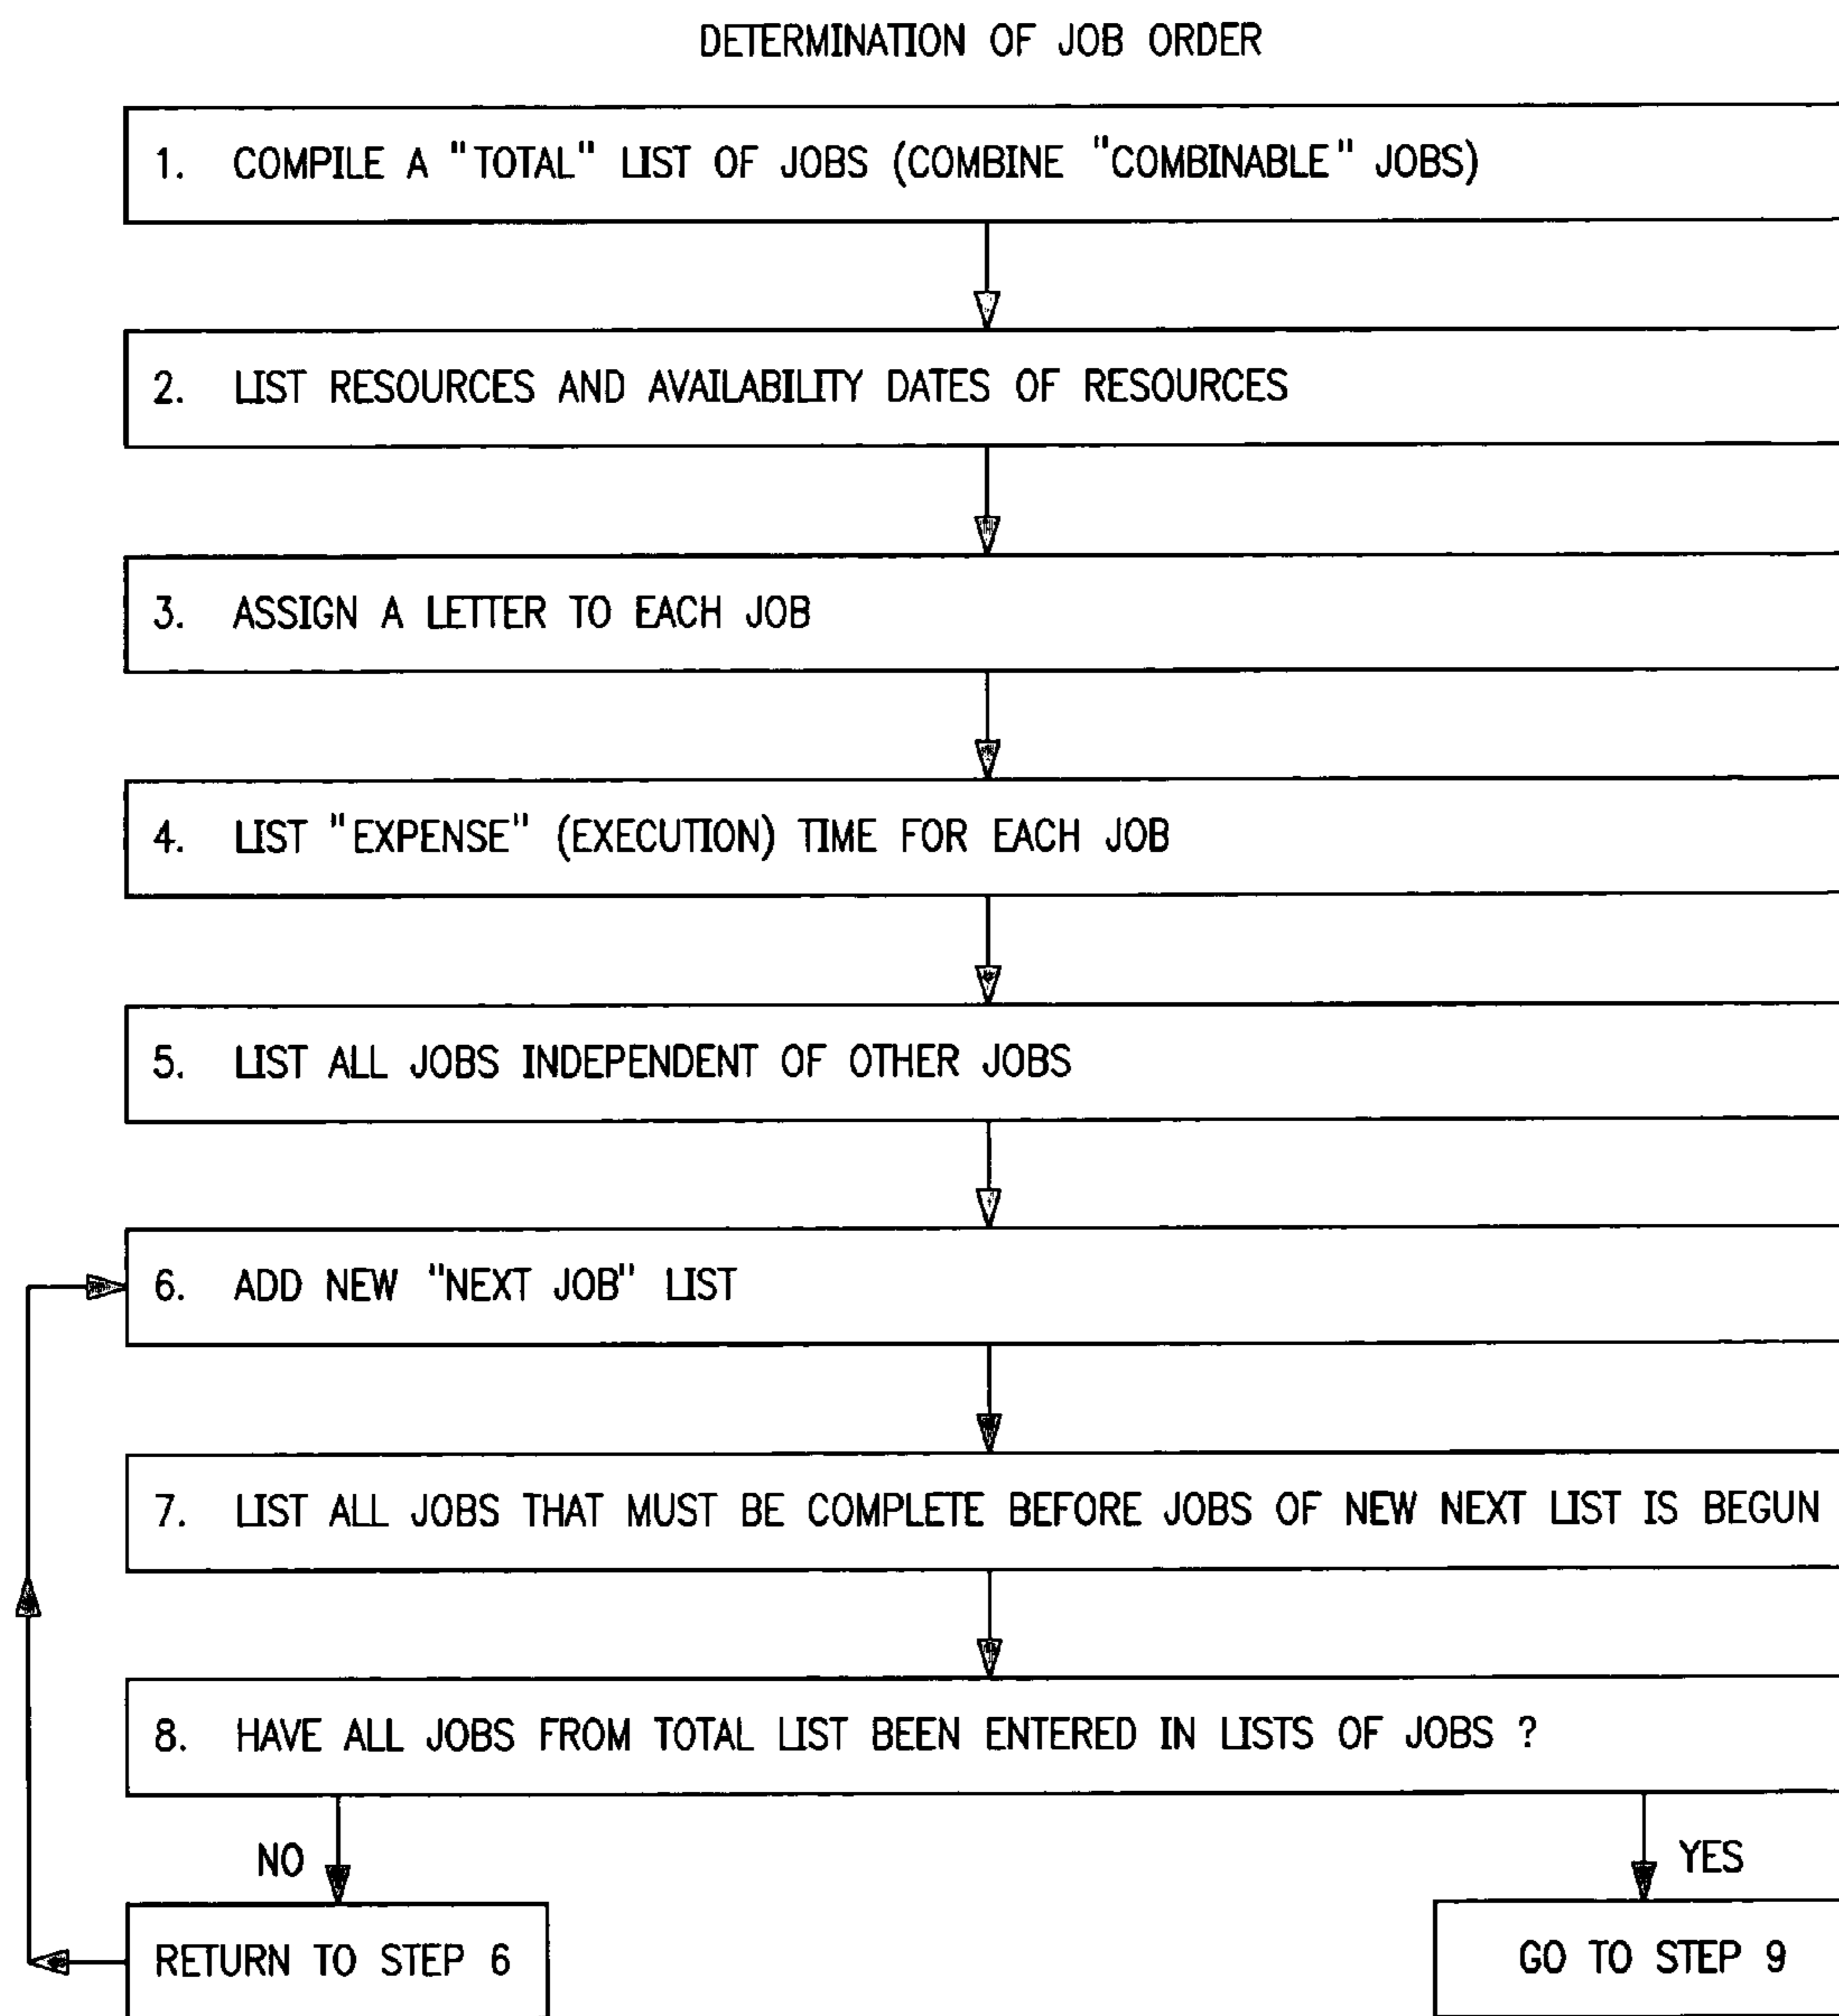 DETERMINATION OF JOB ORDER
1. COMPILE A "TOTAL" LIST OF JOBS (COMBINE "COMBINABLE" JOBS)
2. LIST RESOURCES AND AVAILABILITY DATES OF RESOURCES
3. ASSIGN A LETTER TO EACH JOB
4. LIST "EXPENSE" (EXECUTION) TIME FOR EACH JOB
5. LIST ALL JOBS INDEPENDENT OF OTHER JOBS
6. ADD NEW "NEXT JOB" LIST
7. LIST ALL JOBS THAT MUST BE COMPLETE BEFORE JOBS OF NEW NEXT LIST IS BEGUN
8. HAVE ALL JOBS FROM TOTAL LIST BEEN ENTERED IN LISTS OF JOBS ?
NO
YES
RETURN TO STEP 6
GO TO STEP 9